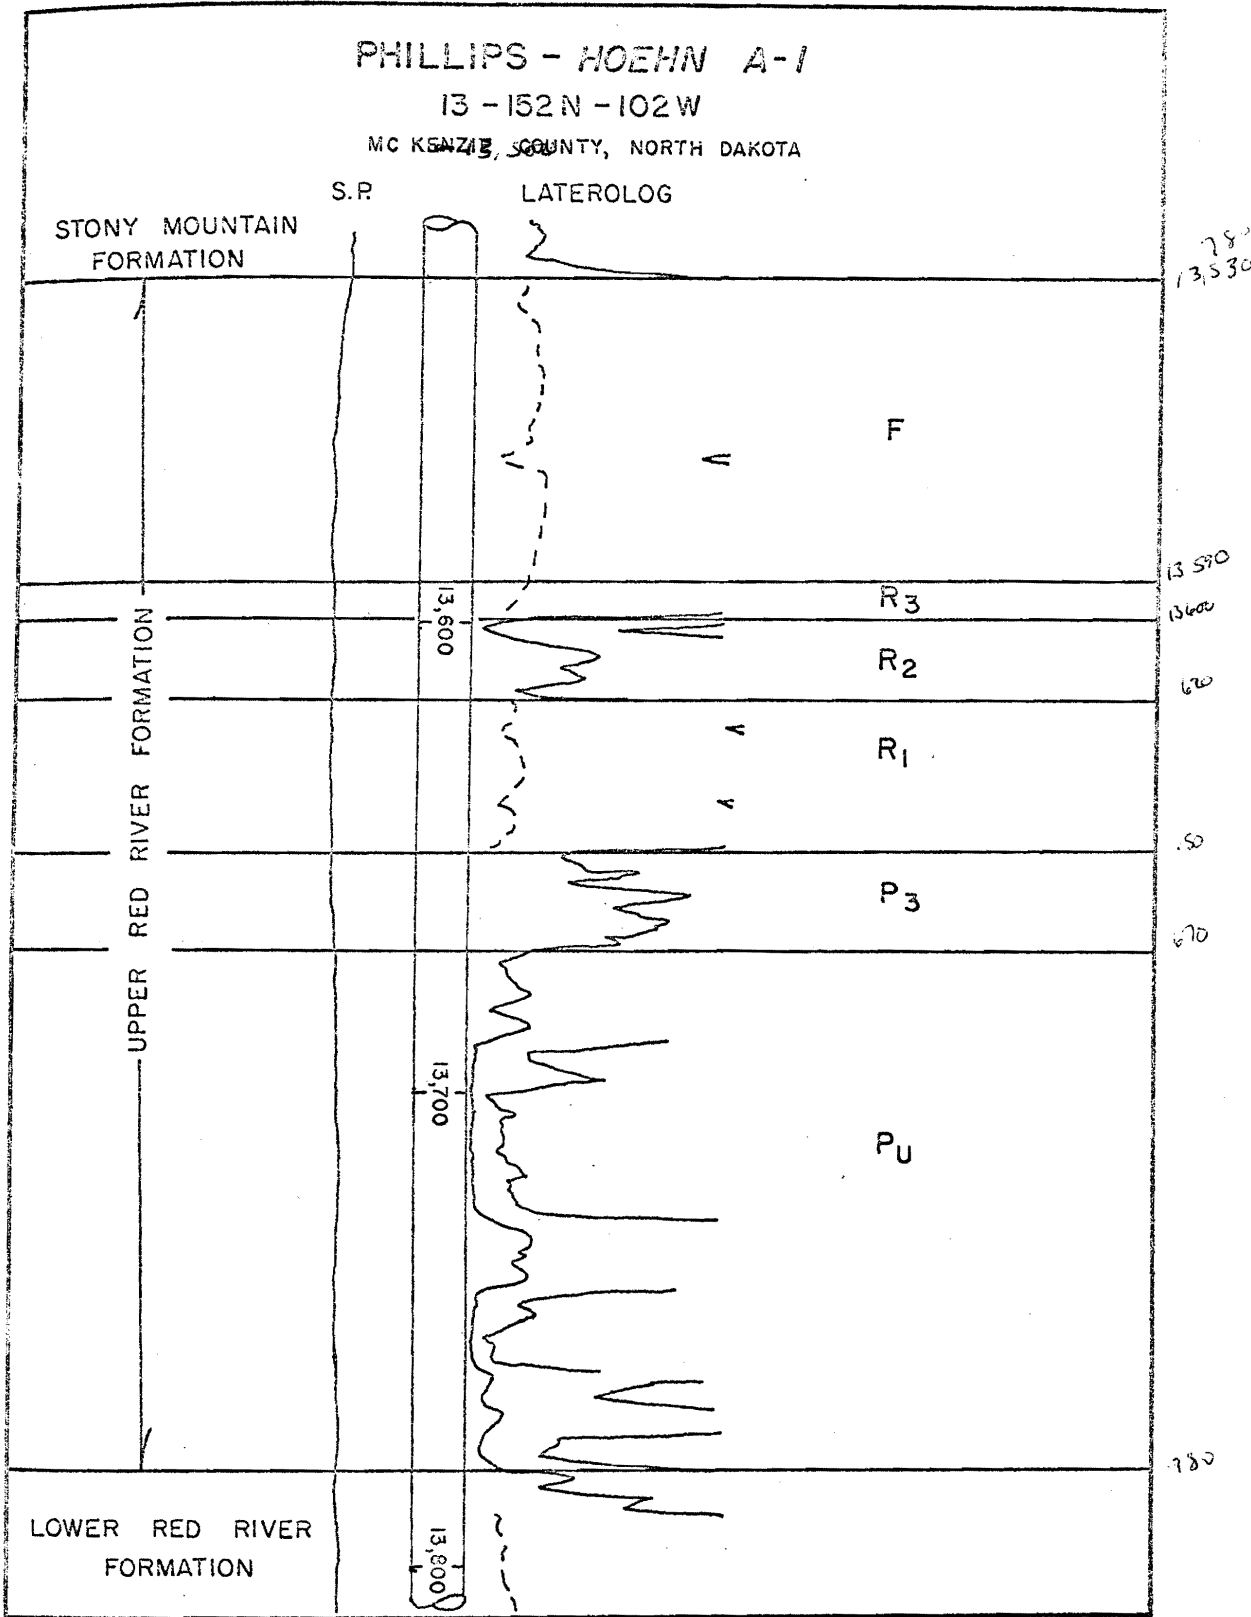 PHILLIPS - HOEHN A-1
13 - 152 N - 102 W
MC KENZIE COUNTY, NORTH DAKOTA
S.P. LATEROLOG
STONY MOUNTAIN
FORMATION
780
13,530
F
13 590
R3
13600
13,600
R2
620
R1
UPPER RED RIVER FORMATION
.50
P3
670
13,700
PU
780
LOWER RED RIVER
FORMATION
13,800